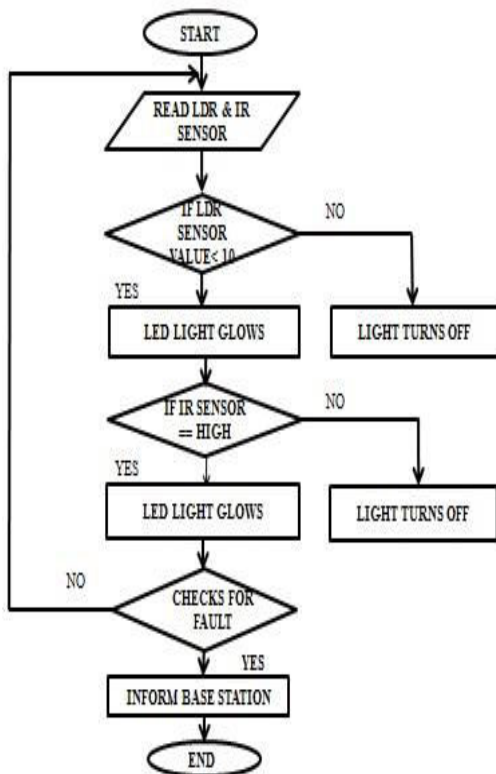 START
READ LDR & IR
SENSOR
IF LDR
SENSOR
VALUE< 10
NO
YES
LED LIGHT GLOWS
LIGHT TURNS OFF
IF IR SENSOR
== HIGH
NO
YES
LED LIGHT GLOWS
LIGHT TURNS OFF
NO
CHECKS FOR
FAULT
YES
INFORM BASE STATION
END